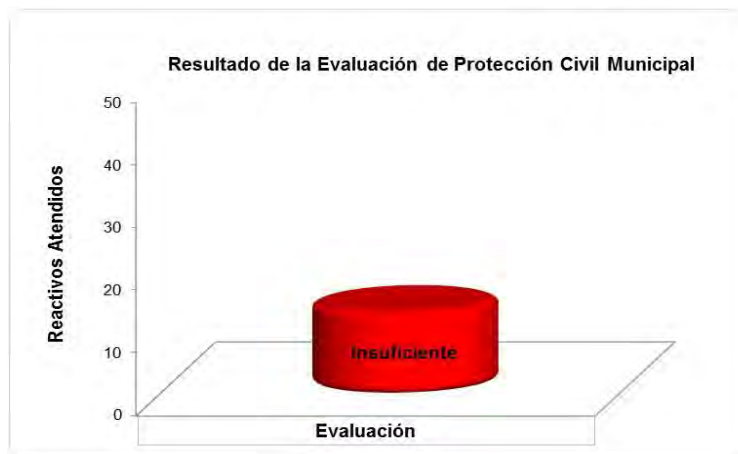 Resultado de la Evaluación de Protección Civil Municipal
Reactivos Atendidos
50
40
30
20
10
0
Insuficiente
Evaluación